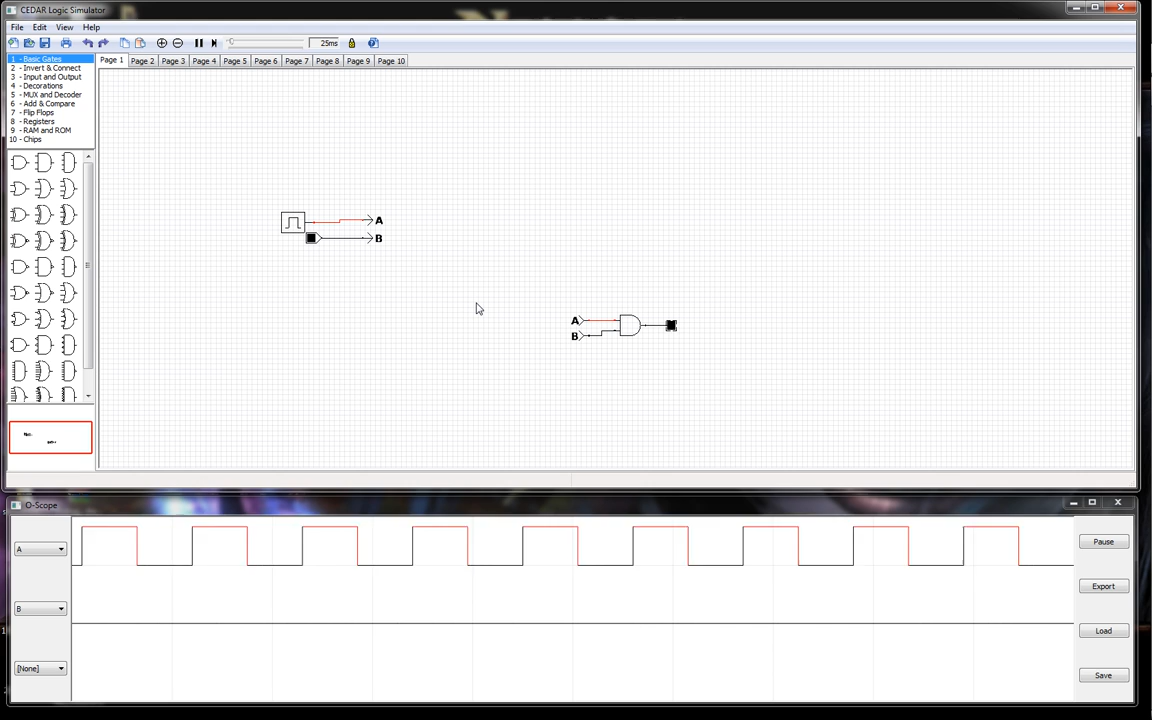 CEDAR Logic Simulator
File Edit View Help
25ms
1 - Basic Gates
2 - Invert & Connect
3 - Input and Output
4 - Decorations
5 - MUX and Decoder
6 - Add & Compare
7 - Flip Flops
8 - Registers
9 - RAM and ROM
10 - Chips
Page 1 Page 2 Page 3 Page 4 Page 5 Page 6 Page 7 Page 8 Page 9 Page 10
A
B
A
B
O-Scope
A
B
[None]
Pause
Export
Load
Save